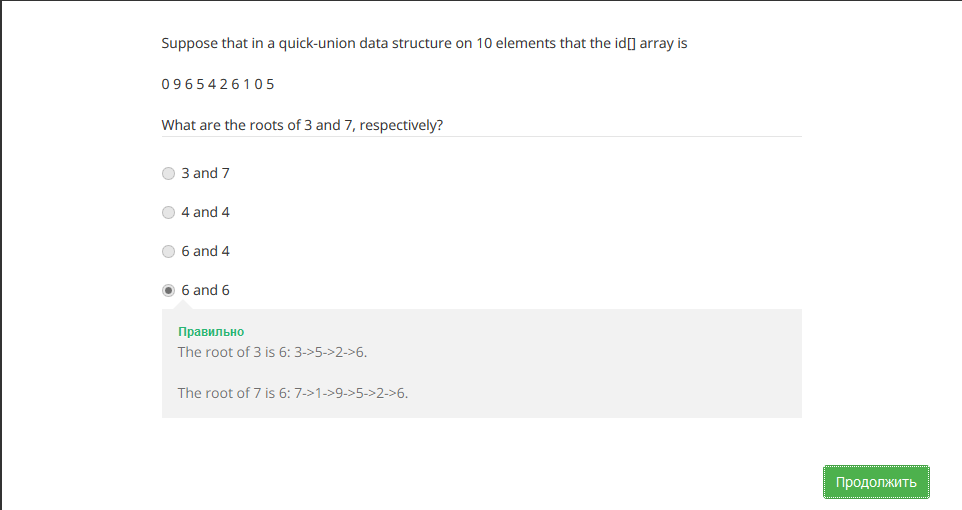 Suppose that in a quick-union data structure on 10 elements that the id[] array is
0 9 6 5 4 2 6 1 0 5
What are the roots of 3 and 7, respectively?
3 and 7
4 and 4
6 and 4
6 and 6
Правильно
The root of 3 is 6: 3->5->2->6.
The root of 7 is 6: 7->1->9->5->2->6.
Продолжить